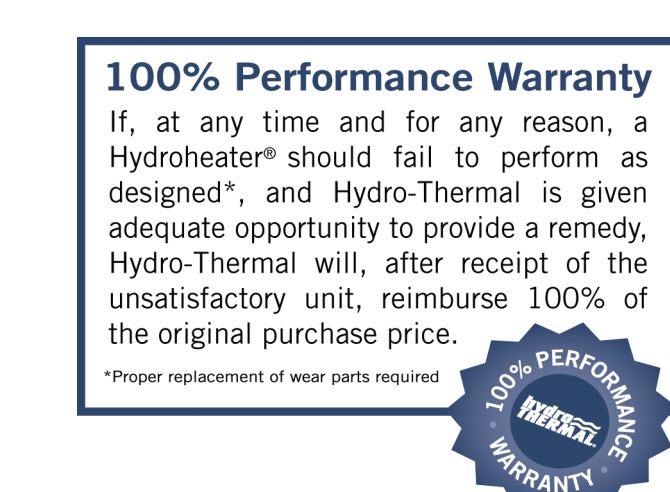 100% Performance Warranty
If, at any time and for any reason, a
Hydroheater® should fail to perform as
designed*, and Hydro-Thermal is given
adequate opportunity to provide a remedy,
Hydro-Thermal will, after receipt of the
unsatisfactory unit, reimburse 100% of
the original purchase price.
*Proper replacement of wear parts required
100% PERFORMANCE
hydro
THERMAL®
• WARRANTY •